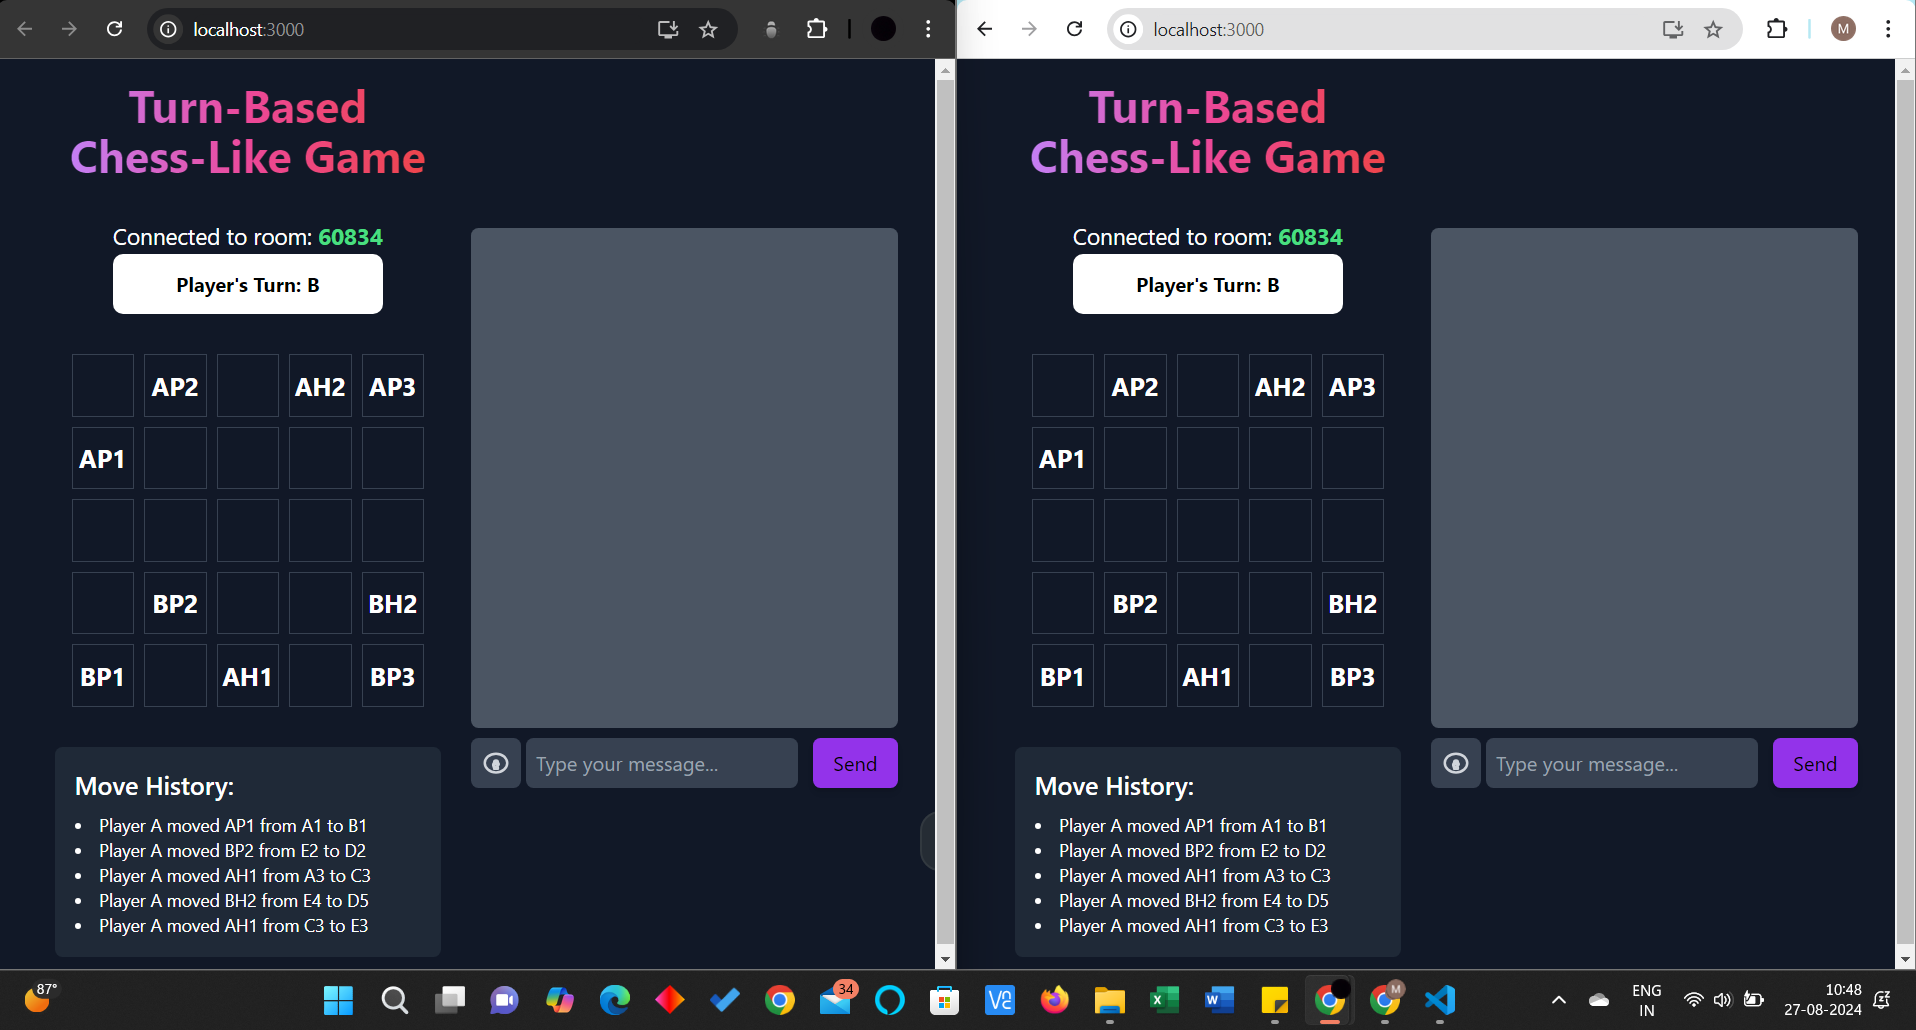 localhost:3000
Turn-Based
Chess-Like Game
Connected to room: 60834
Player's Turn: B
AP2 AH2 AP3
AP1
BP2 BH2
BP1 AH1 BP3
Type your message...
Send
Move History:
Player A moved AP1 from A1 to B1
Player A moved BP2 from E2 to D2
Player A moved AH1 from A3 to C3
Player A moved BH2 from E4 to D5
Player A moved AH1 from C3 to E3
localhost:3000
M
Turn-Based
Chess-Like Game
Connected to room: 60834
Player's Turn: B
AP2 AH2 AP3
AP1
BP2 BH2
BP1 AH1 BP3
Type your message...
Send
Move History:
Player A moved AP1 from A1 to B1
Player A moved BP2 from E2 to D2
Player A moved AH1 from A3 to C3
Player A moved BH2 from E4 to D5
Player A moved AH1 from C3 to E3
87°
34
M
ENG
IN
10:48
27-08-2024